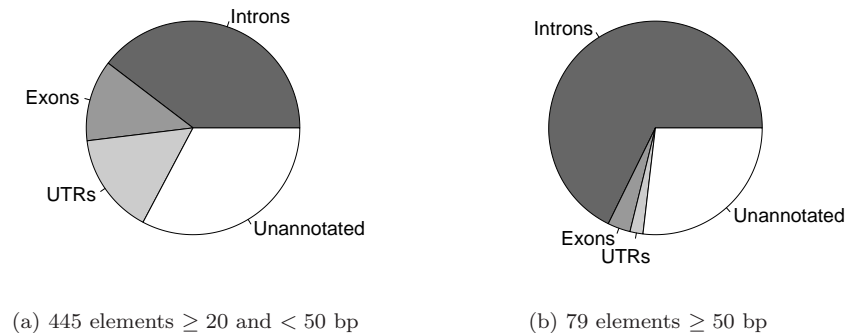 Introns
Exons
UTRs
Unannotated
(a) 445 elements ≥ 20 and < 50 bp
Introns
Exons
UTRs
Unannotated
(b) 79 elements ≥ 50 bp